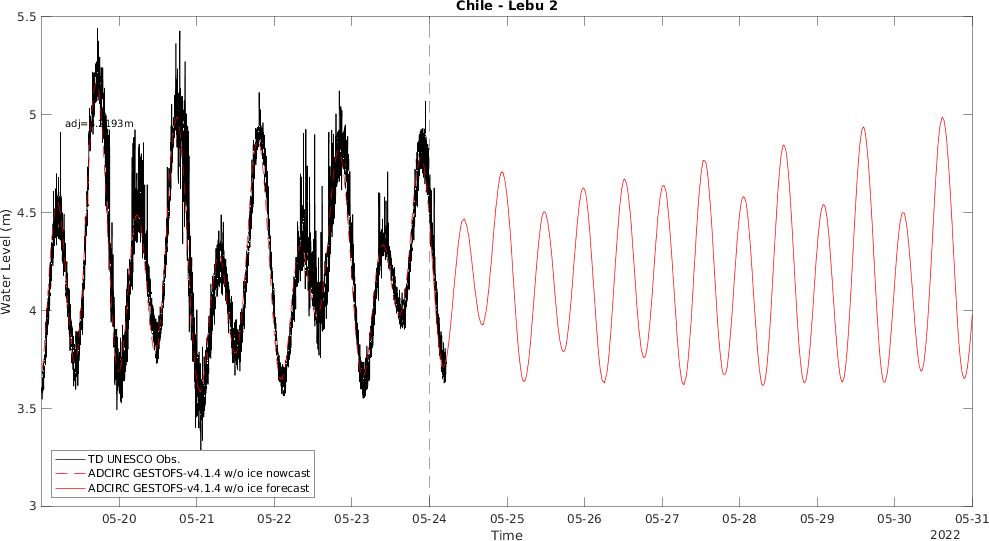 Chile - Lebu 2
5.5
5
4.5
4
3.5
3
Water Level (m)
TD UNESCO Obs.
ADCIRC GESTOFS-v4.1.4 w/o ice nowcast
ADCIRC GESTOFS-v4.1.4 w/o ice forecast
05-20 05-21 05-22 05-23 05-24 05-25 05-26 05-27 05-28 05-29 05-30 05-31
Time
2022